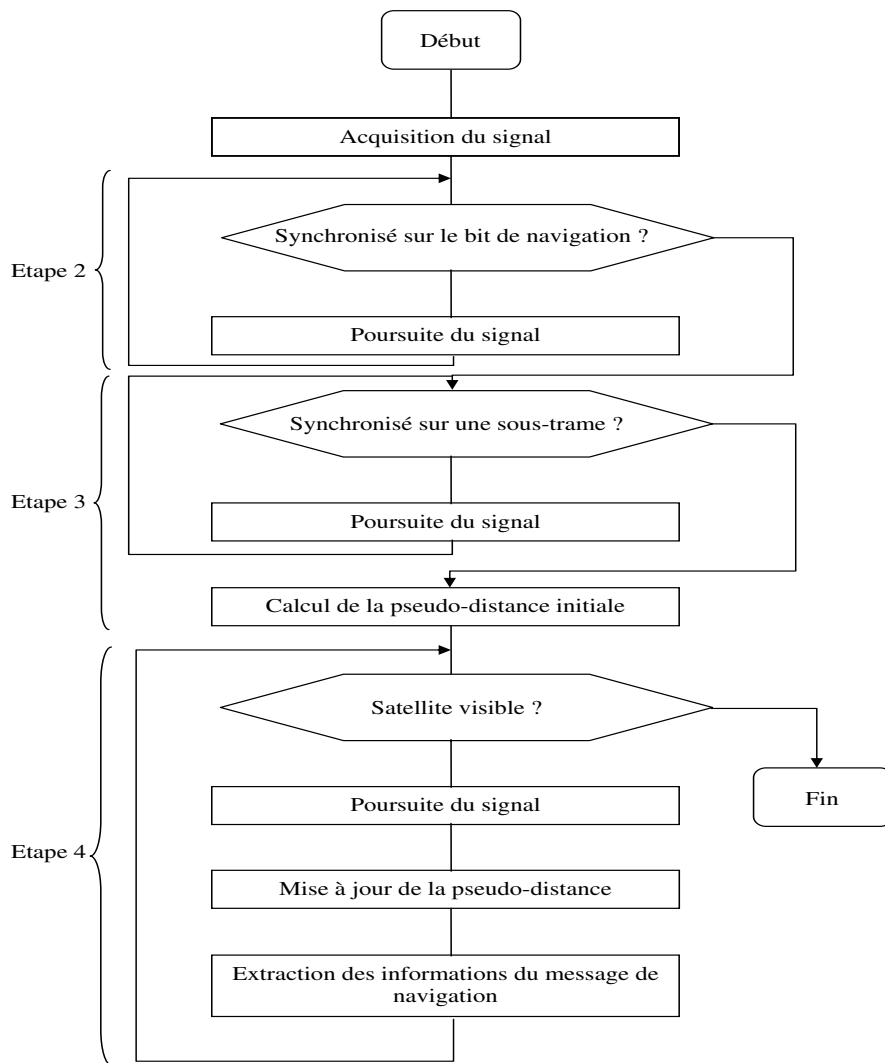 Début
Acquisition du signal
Etape 2
Synchronisé sur le bit de navigation ?
Poursuite du signal
Etape 3
Synchronisé sur une sous-trame ?
Poursuite du signal
Calcul de la pseudo-distance initiale
Etape 4
Satellite visible ?
Fin
Poursuite du signal
Mise à jour de la pseudo-distance
Extraction des informations du message de
navigation